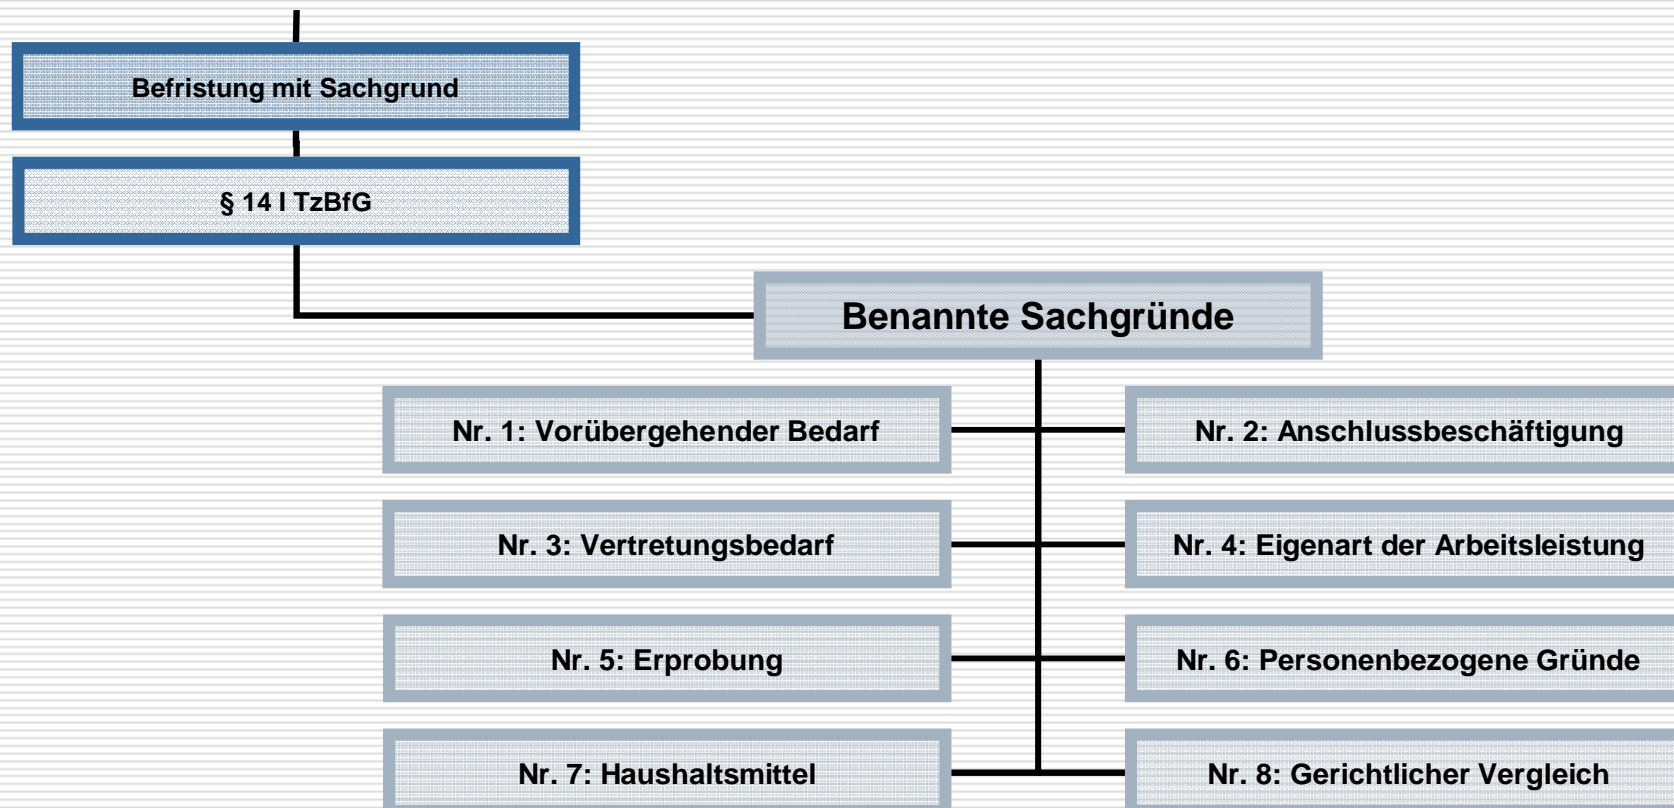 Befristung mit Sachgrund
§ 14 I TzBfG
Benannte Sachgründe
Nr. 1: Vorübergehender Bedarf
Nr. 2: Anschlussbeschäftigung
Nr. 3: Vertretungsbedarf
Nr. 4: Eigenart der Arbeitsleistung
Nr. 5: Erprobung
Nr. 6: Personenbezogene Gründe
Nr. 7: Haushaltsmittel
Nr. 8: Gerichtlicher Vergleich